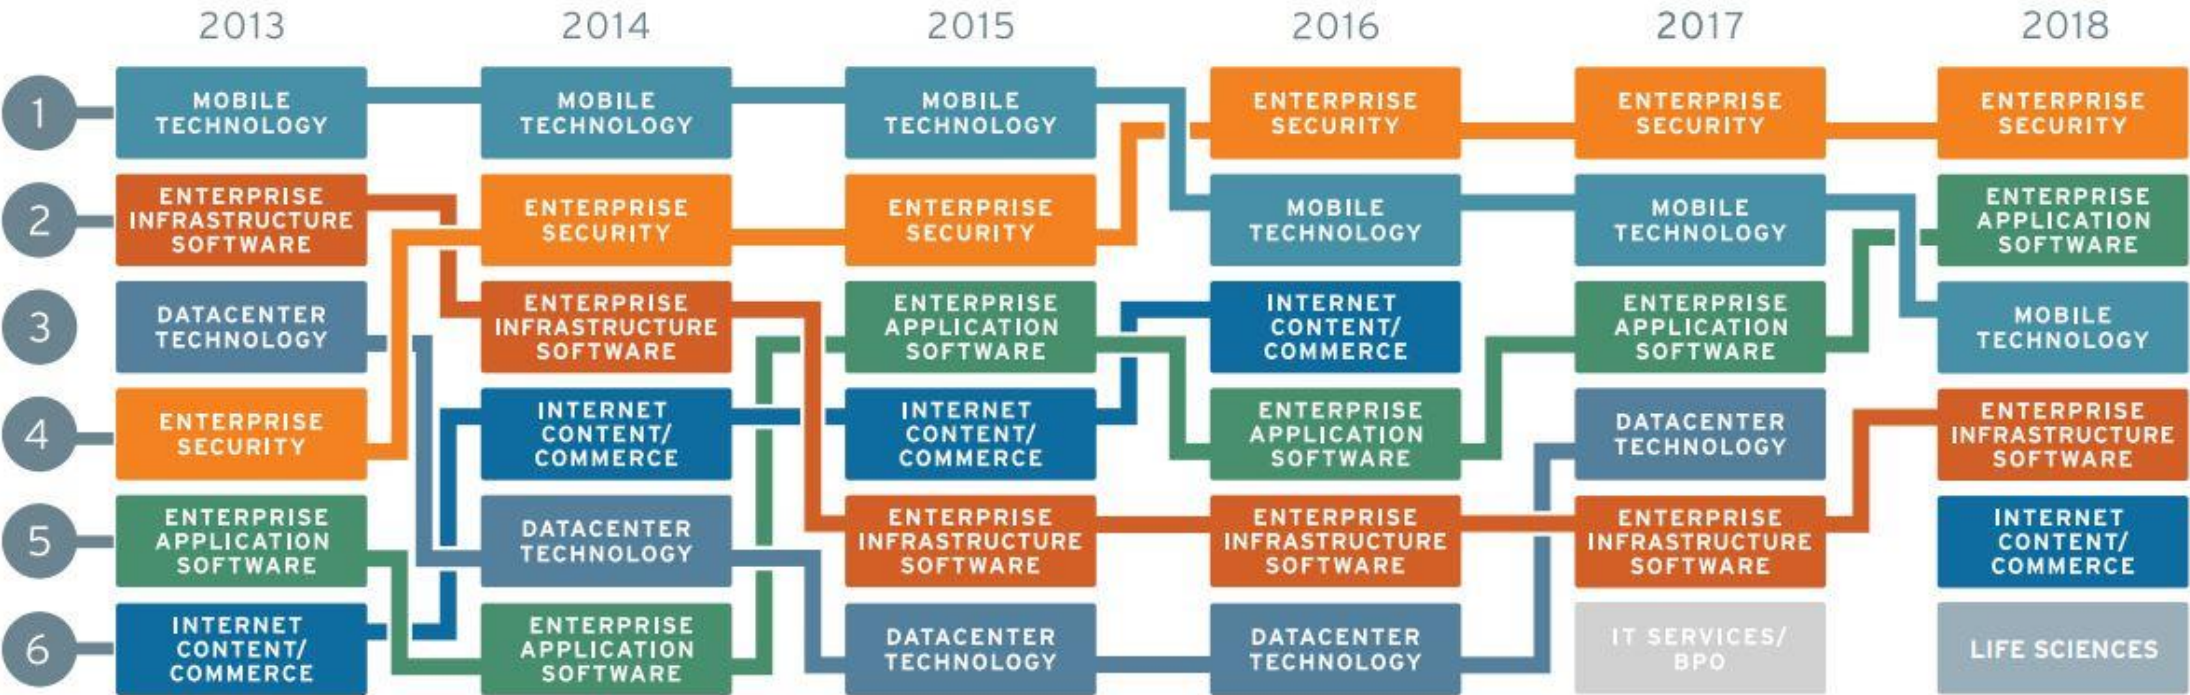 2013
2014
2015
2016
2017
2018
1
MOBILE
TECHNOLOGY
MOBILE
TECHNOLOGY
MOBILE
TECHNOLOGY
ENTERPRISE
SECURITY
ENTERPRISE
SECURITY
ENTERPRISE
SECURITY
2
ENTERPRISE
INFRASTRUCTURE
SOFTWARE
ENTERPRISE
SECURITY
ENTERPRISE
SECURITY
MOBILE
TECHNOLOGY
MOBILE
TECHNOLOGY
ENTERPRISE
APPLICATION
SOFTWARE
3
DATACENTER
TECHNOLOGY
ENTERPRISE
INFRASTRUCTURE
SOFTWARE
ENTERPRISE
APPLICATION
SOFTWARE
INTERNET
CONTENT/
COMMERCE
ENTERPRISE
APPLICATION
SOFTWARE
MOBILE
TECHNOLOGY
4
ENTERPRISE
SECURITY
INTERNET
CONTENT/
COMMERCE
INTERNET
CONTENT/
COMMERCE
ENTERPRISE
APPLICATION
SOFTWARE
DATACENTER
TECHNOLOGY
ENTERPRISE
INFRASTRUCTURE
SOFTWARE
5
ENTERPRISE
APPLICATION
SOFTWARE
DATACENTER
TECHNOLOGY
ENTERPRISE
INFRASTRUCTURE
SOFTWARE
ENTERPRISE
INFRASTRUCTURE
SOFTWARE
ENTERPRISE
INFRASTRUCTURE
SOFTWARE
INTERNET
CONTENT/
COMMERCE
6
INTERNET
CONTENT/
COMMERCE
ENTERPRISE
APPLICATION
SOFTWARE
DATACENTER
TECHNOLOGY
DATACENTER
TECHNOLOGY
IT SERVICES/
BPO
LIFE SCIENCES